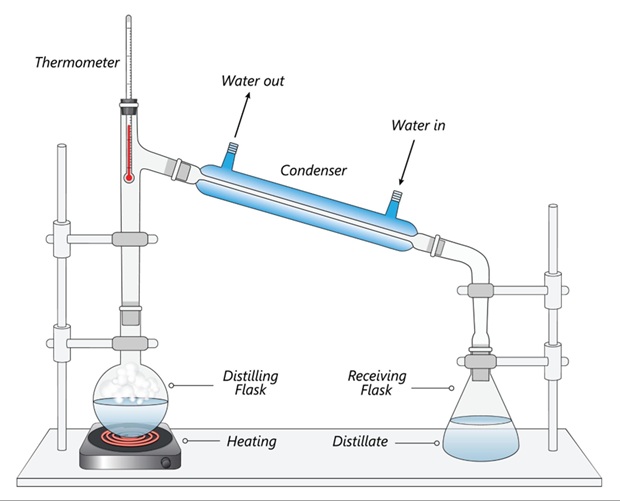 Thermometer
Water out
Water in
Condenser
Distilling
Flask
Receiving
Flask
Heating
Distillate